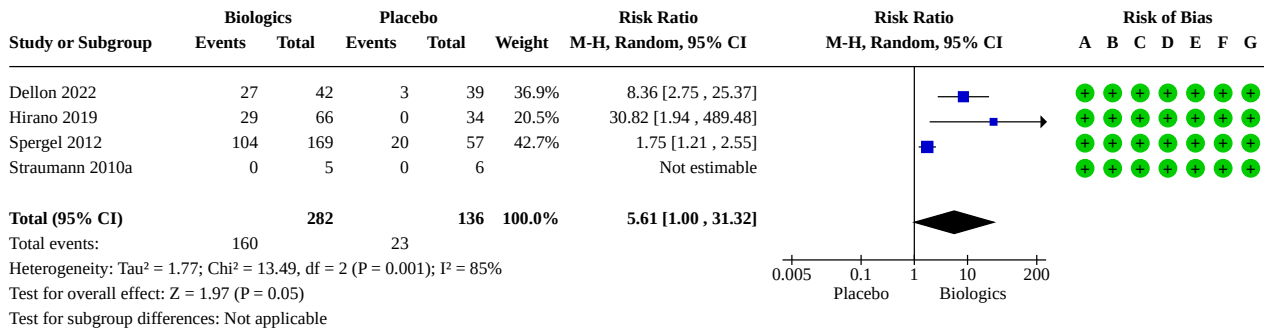 Biologics Placebo Risk Ratio Risk Ratio Risk of Bias
Study or Subgroup Events Total Events Total Weight M-H, Random, 95% CI M-H, Random, 95% CI A B C D E F G
Dellon 2022 27 42 3 39 36.9% 8.36 [2.75 , 25.37] + + + + + + +
Hirano 2019 29 66 0 34 20.5% 30.82 [1.94 , 489.48] + + + + + + +
Spergel 2012 104 169 20 57 42.7% 1.75 [1.21 , 2.55] + + + + + + +
Straumann 2010a 0 5 0 6 Not estimable + + + + + + +
Total (95% CI) 282 136 100.0% 5.61 [1.00 , 31.32]
Total events: 160 23
Heterogeneity: Tau² = 1.77; Chi² = 13.49, df = 2 (P = 0.001); I² = 85%
0.005 0.1 1 10 200
Test for overall effect: Z = 1.97 (P = 0.05) Placebo Biologics
Test for subgroup differences: Not applicable